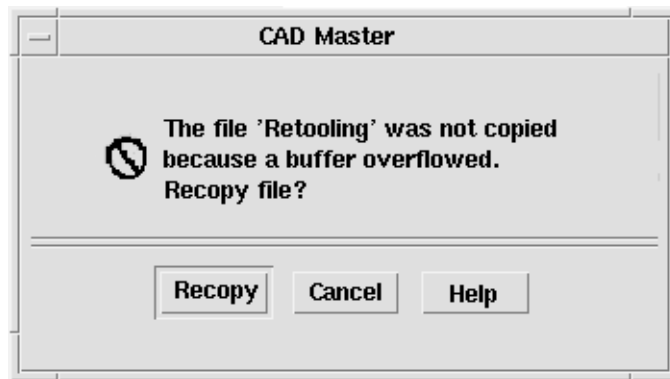 CAD Master
The file 'Retooling' was not copied
because a buffer overflowed.
Recopy file?
Recopy Cancel Help